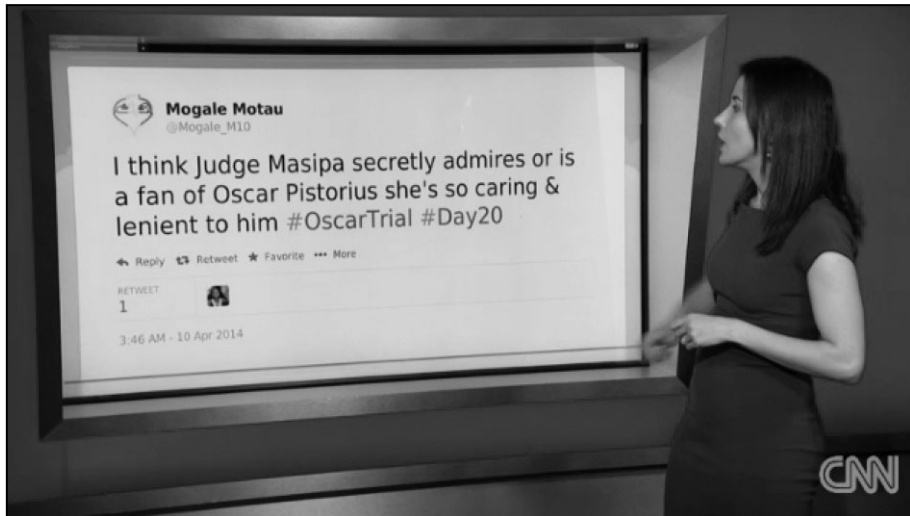 Mogale Motau
@Mogale_M10
I think Judge Masipa secretly admires or is
a fan of Oscar Pistorius she's so caring &
lenient to him #OscarTrial #Day20
Reply Retweet Favorite More
RETWEET
1
3:46 AM - 10 Apr 2014
CNN